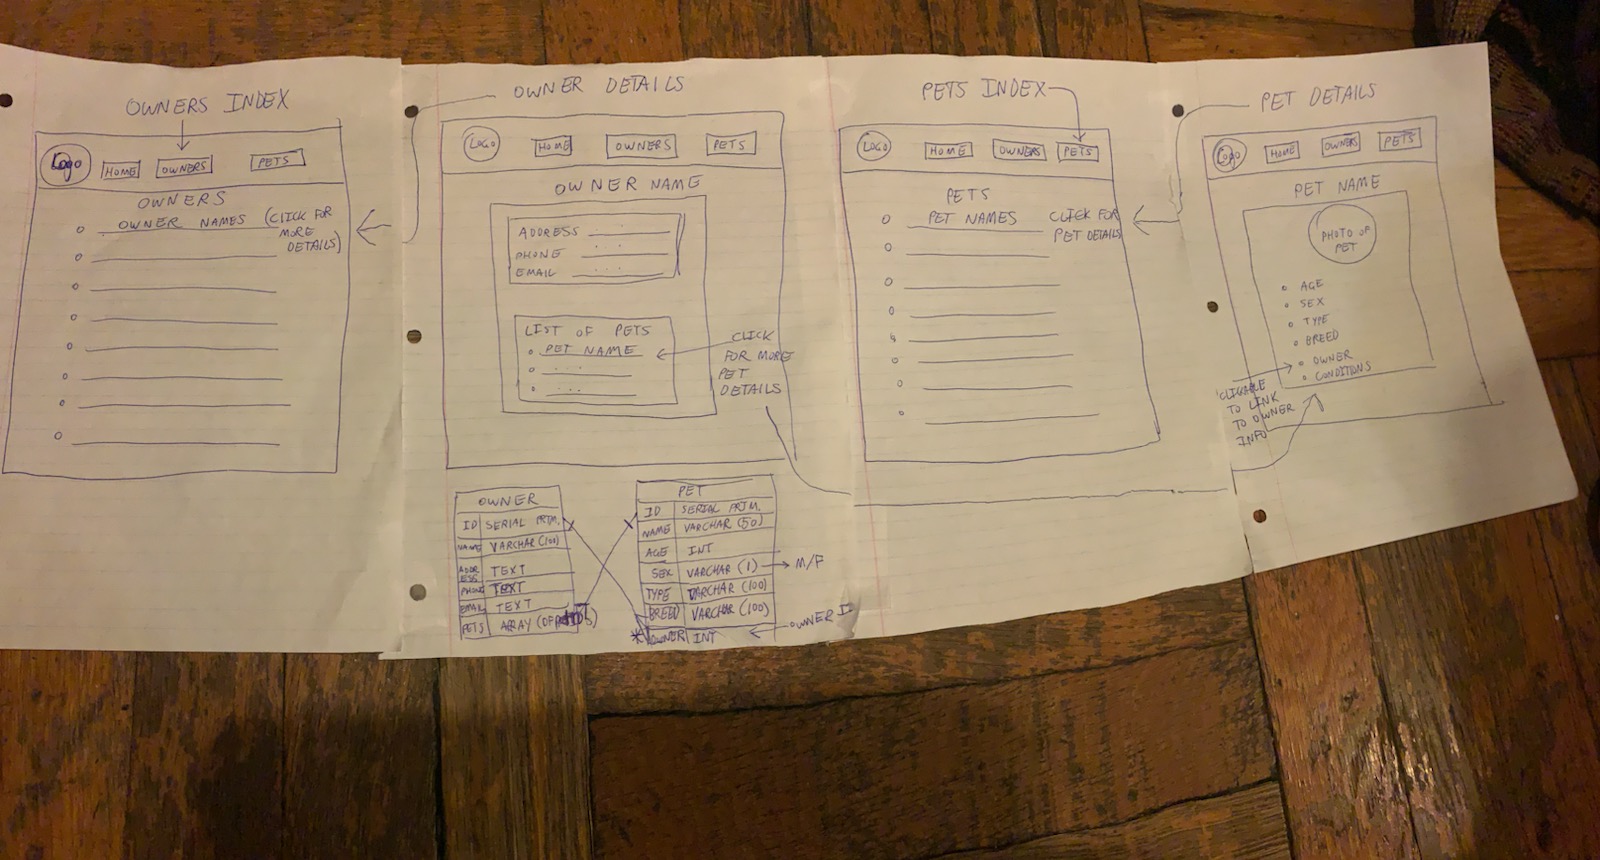 OWNERS INDEX
Logo HOME OWNERS PETS
OWNERS
OWNER NAMES (CLICK FOR
MORE
DETAILS)
OWNER DETAILS
LOGO HOME OWNERS PETS
OWNER NAME
ADDRESS
PHONE
EMAIL
LIST OF PETS
PET NAME
CLICK
FOR MORE
PET
DETAILS
OWNER
ID SERIAL PRIM.
NAME VARCHAR (100)
ADDRESS TEXT
PHONE TEXT
EMAIL TEXT
PETS ARRAY (OF
PET
ID SERIAL PRIM.
NAME VARCHAR (50)
AGE INT
SEX VARCHAR (1) → M/F
TYPE VARCHAR (100)
BREED VARCHAR (100)
* OWNER INT ← OWNER ID
PETS INDEX
LOGO HOME OWNERS PETS
PETS
PET NAMES CLICK FOR
PET DETAILS
PET DETAILS
Logo HOME OWNERS PETS
PET NAME
PHOTO OF
PET
AGE
SEX
TYPE
BREED
OWNER
CONDITIONS
CLICKABLE
TO LINK
TO OWNER
INFO